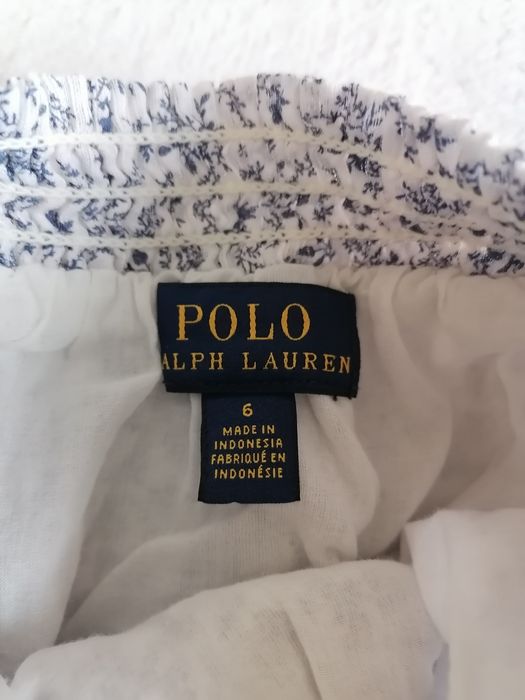 POLO
ALPH LAUREN
6
MADE IN
INDONESIA
FABRIQUÉ EN
INDONÉSIE